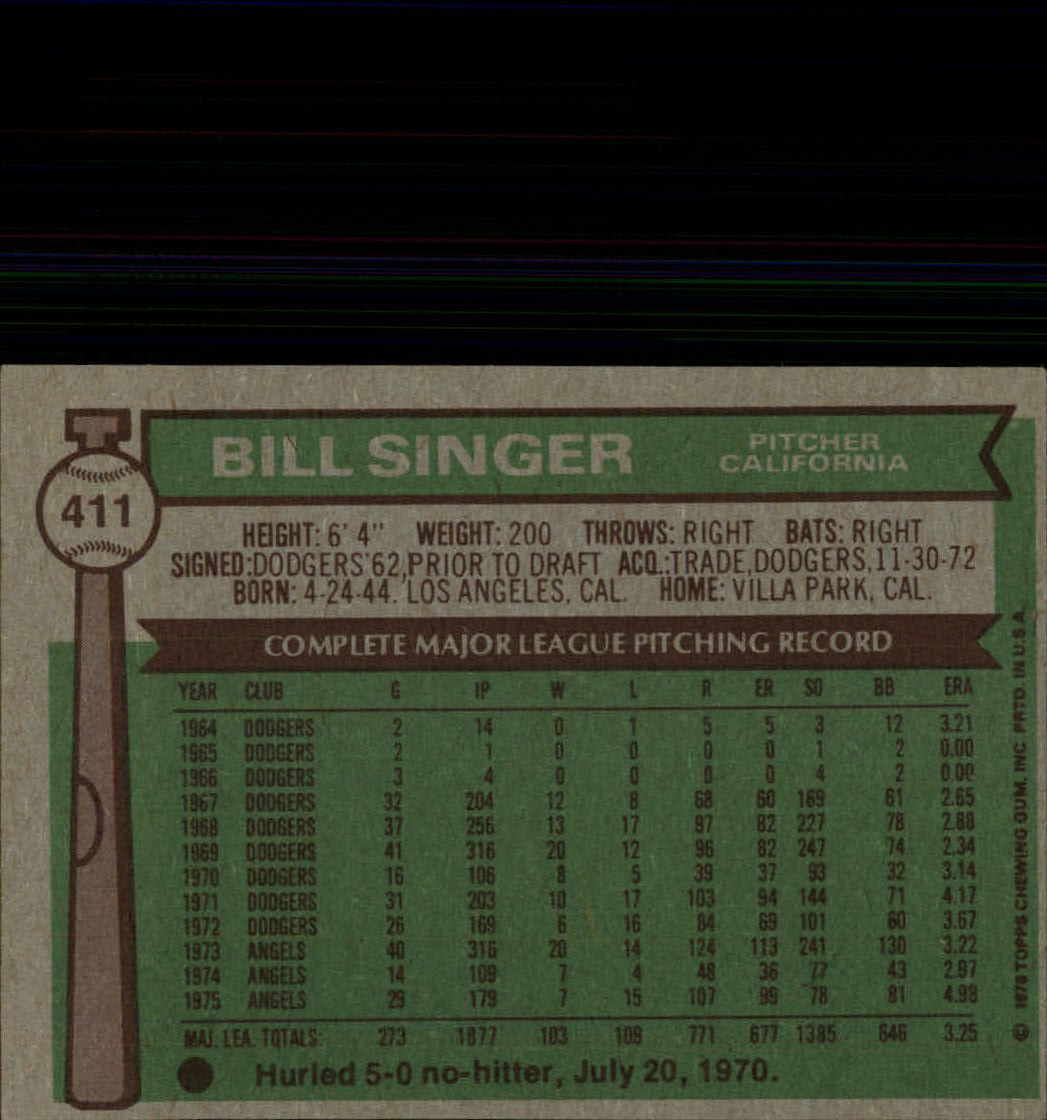 BILL SINGER
PITCHER
CALIFORNIA
411
HEIGHT: 6' 4" WEIGHT: 200 THROWS: RIGHT BATS: RIGHT
SIGNED:DODGERS'62,PRIOR TO DRAFT ACQ.:TRADE,DODGERS,11-30-72
BORN: 4-24-44. LOS ANGELES, CAL. HOME: VILLA PARK, CAL.
COMPLETE MAJOR LEAGUE PITCHING RECORD
YEAR CLUB G IP W L R ER SO BB ERA
1964 DODGERS 2 14 0 1 5 5 3 12 3.21
1965 DODGERS 2 1 0 0 0 0 1 2 0.00
1966 DODGERS 3 4 0 0 0 0 4 2 0.00
1967 DODGERS 32 204 12 8 68 60 169 61 2.65
1968 DODGERS 37 256 13 17 97 82 227 78 2.88
1969 DODGERS 41 316 20 12 96 82 247 74 2.34
1970 DODGERS 16 106 8 5 39 37 93 32 3.14
1971 DODGERS 31 203 10 17 103 94 144 71 4.17
1972 DODGERS 26 169 6 16 84 69 101 60 3.67
1973 ANGELS 40 316 20 14 124 113 241 130 3.22
1974 ANGELS 14 109 7 4 48 36 77 43 2.97
1975 ANGELS 29 179 7 15 107 99 78 81 4.98
MAJ. LEA. TOTALS: 273 1877 103 109 771 677 1385 646 3.25
Hurled 5-0 no-hitter, July 20, 1970.
© 1976 TOPPS CHEWING GUM, INC PRTD. IN U.S.A.